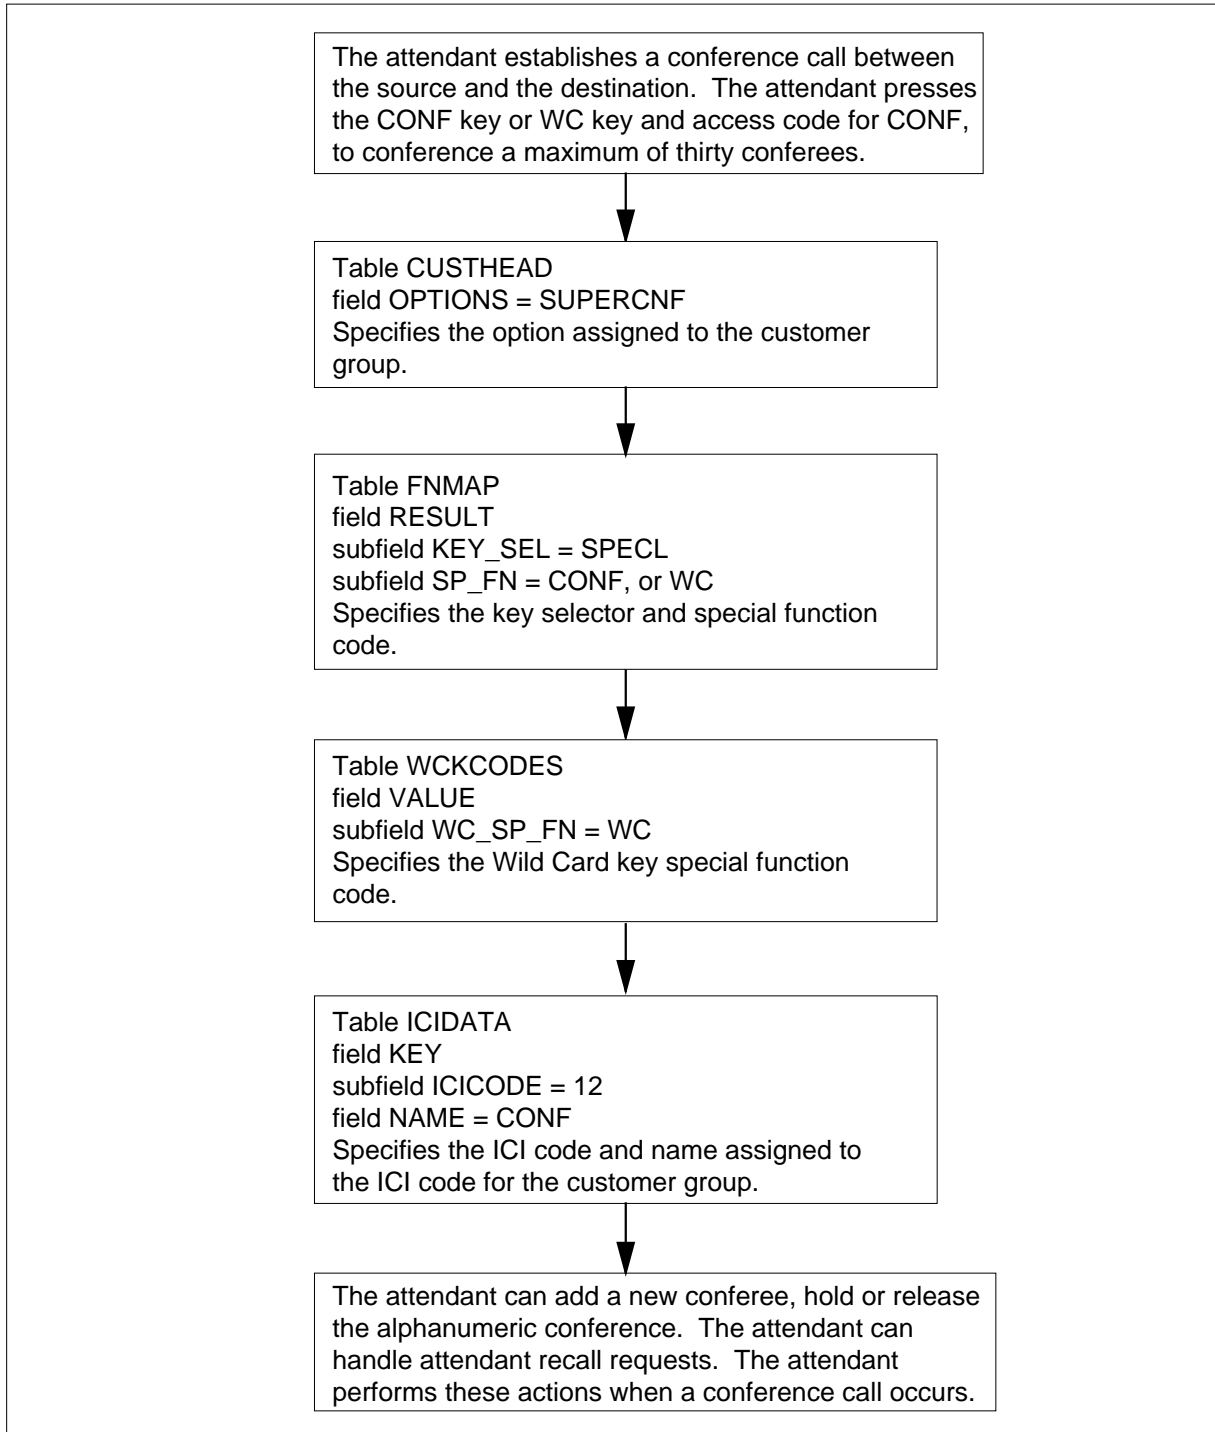 The attendant establishes a conference call between
the source and the destination.  The attendant presses
the CONF key or WC key and access code for CONF,
to conference a maximum of thirty conferees.
Table CUSTHEAD
field OPTIONS = SUPERCNF
Specifies the option assigned to the customer
group.
Table FNMAP
field RESULT
subfield KEY_SEL = SPECL
subfield SP_FN = CONF, or WC
Specifies the key selector and special function
code.
Table WCKCODES
field VALUE
subfield WC_SP_FN = WC
Specifies the Wild Card key special function
code.
Table ICIDATA
field KEY
subfield ICICODE = 12
field NAME = CONF
Specifies the ICI code and name assigned to
the ICI code for the customer group.
The attendant can add a new conferee, hold or release
the alphanumeric conference.  The attendant can
handle attendant recall requests.  The attendant
performs these actions when a conference call occurs.